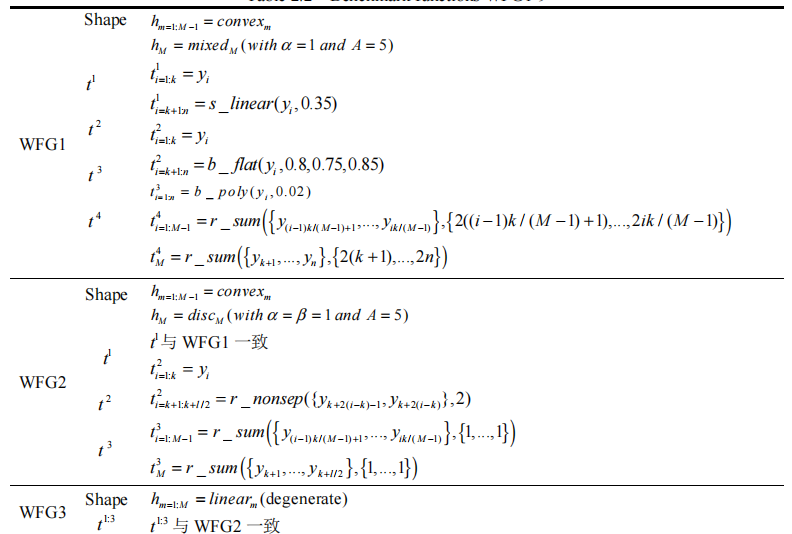 Table 2.2 Benchmark functions WFG1-9
Shape h_{m=1:M-1} = convex_m
h_M = mixed_M (with α = 1 and A = 5)
WFG1
t^1 t^1_{i=1:k} = y_i
t^1_{i=k+1:n} = s_linear(y_i, 0.35)
t^2 t^2_{i=1:k} = y_i
t^2_{i=k+1:n} = b_flat(y_i, 0.8, 0.75, 0.85)
t^3 t^3_{i=1:n} = b_poly(y_i, 0.02)
t^4 t^4_{i=1:M-1} = r_sum({y_{(i-1)k/(M-1)+1}, ..., y_{ik/(M-1)}}, {2((i-1)k/(M-1)+1), ..., 2ik/(M-1)})
t^4_M = r_sum({y_{k+1}, ..., y_n}, {2(k+1), ..., 2n})
Shape h_{m=1:M-1} = convex_m
h_M = disc_M (with α = β = 1 and A = 5)
WFG2
t^1 t^1与 WFG1 一致
t^2_{i=1:k} = y_i
t^2 t^2_{i=k+1:k+l/2} = r_nonsep({y_{k+2(i-k)-1}, y_{k+2(i-k)}}, 2)
t^3 t^3_{i=1:M-1} = r_sum({y_{(i-1)k/(M-1)+1}, ..., y_{ik/(M-1)}}, {1, ..., 1})
t^3_M = r_sum({y_{k+1}, ..., y_{k+l/2}}, {1, ..., 1})
WFG3
Shape h_{m=1:M} = linear_m (degenerate)
t^{1:3} t^{1:3} 与 WFG2 一致